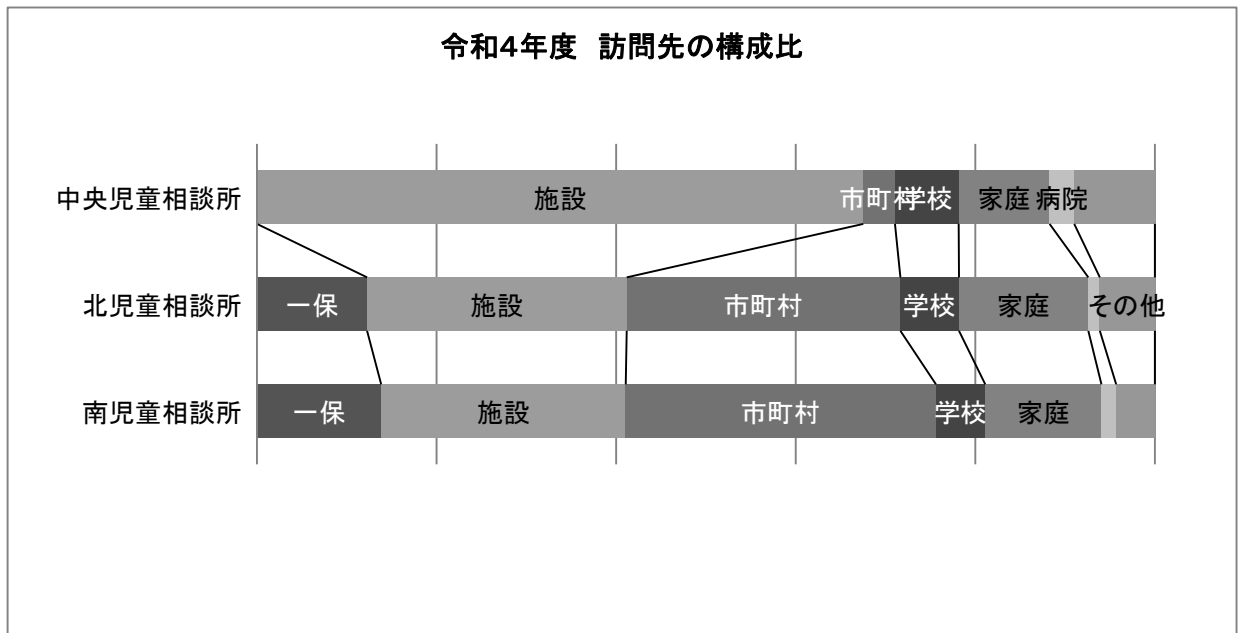 令和4年度 訪問先の構成比
中央児童相談所 施設 市町村 学校 家庭 病院
北児童相談所 一保 施設 市町村 学校 家庭 その他
南児童相談所 一保 施設 市町村 学校 家庭